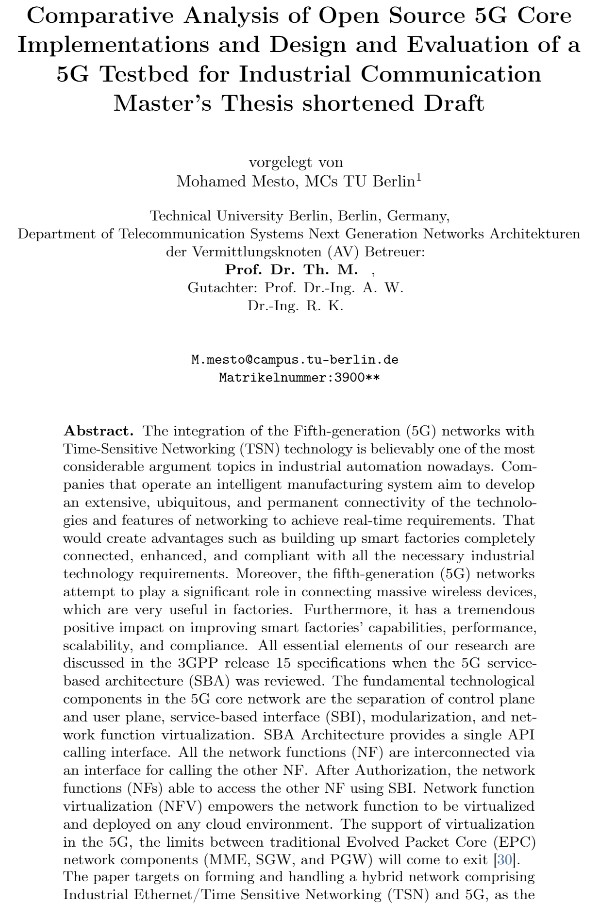 Comparative Analysis of Open Source 5G Core
Implementations and Design and Evaluation of a
5G Testbed for Industrial Communication
Master's Thesis shortened Draft
vorgelegt von
Mohamed Mesto, MCs TU Berlin1
Technical University Berlin, Berlin, Germany,
Department of Telecommunication Systems Next Generation Networks Architekturen
der Vermittlungsknoten (AV) Betreuer:
Prof. Dr. Th. M. ,
Gutachter: Prof. Dr.-Ing. A. W.
Dr.-Ing. R. K.
M.mesto@campus.tu-berlin.de
Matrikelnummer:3900**
Abstract. The integration of the Fifth-generation (5G) networks with
Time-Sensitive Networking (TSN) technology is believably one of the most
considerable argument topics in industrial automation nowadays. Com-
panies that operate an intelligent manufacturing system aim to develop
an extensive, ubiquitous, and permanent connectivity of the technolo-
gies and features of networking to achieve real-time requirements. That
would create advantages such as building up smart factories completely
connected, enhanced, and compliant with all the necessary industrial
technology requirements. Moreover, the fifth-generation (5G) networks
attempt to play a significant role in connecting massive wireless devices,
which are very useful in factories. Furthermore, it has a tremendous
positive impact on improving smart factories' capabilities, performance,
scalability, and compliance. All essential elements of our research are
discussed in the 3GPP release 15 specifications when the 5G service-
based architecture (SBA) was reviewed. The fundamental technological
components in the 5G core network are the separation of control plane
and user plane, service-based interface (SBI), modularization, and net-
work function virtualization. SBA Architecture provides a single API
calling interface. All the network functions (NF) are interconnected via
an interface for calling the other NF. After Authorization, the network
functions (NFs) able to access the other NF using SBI. Network function
virtualization (NFV) empowers the network function to be virtualized
and deployed on any cloud environment. The support of virtualization
in the 5G, the limits between traditional Evolved Packet Core (EPC)
network components (MME, SGW, and PGW) will come to exit [30].
The paper targets on forming and handling a hybrid network comprising
Industrial Ethernet/Time Sensitive Networking (TSN) and 5G, as the